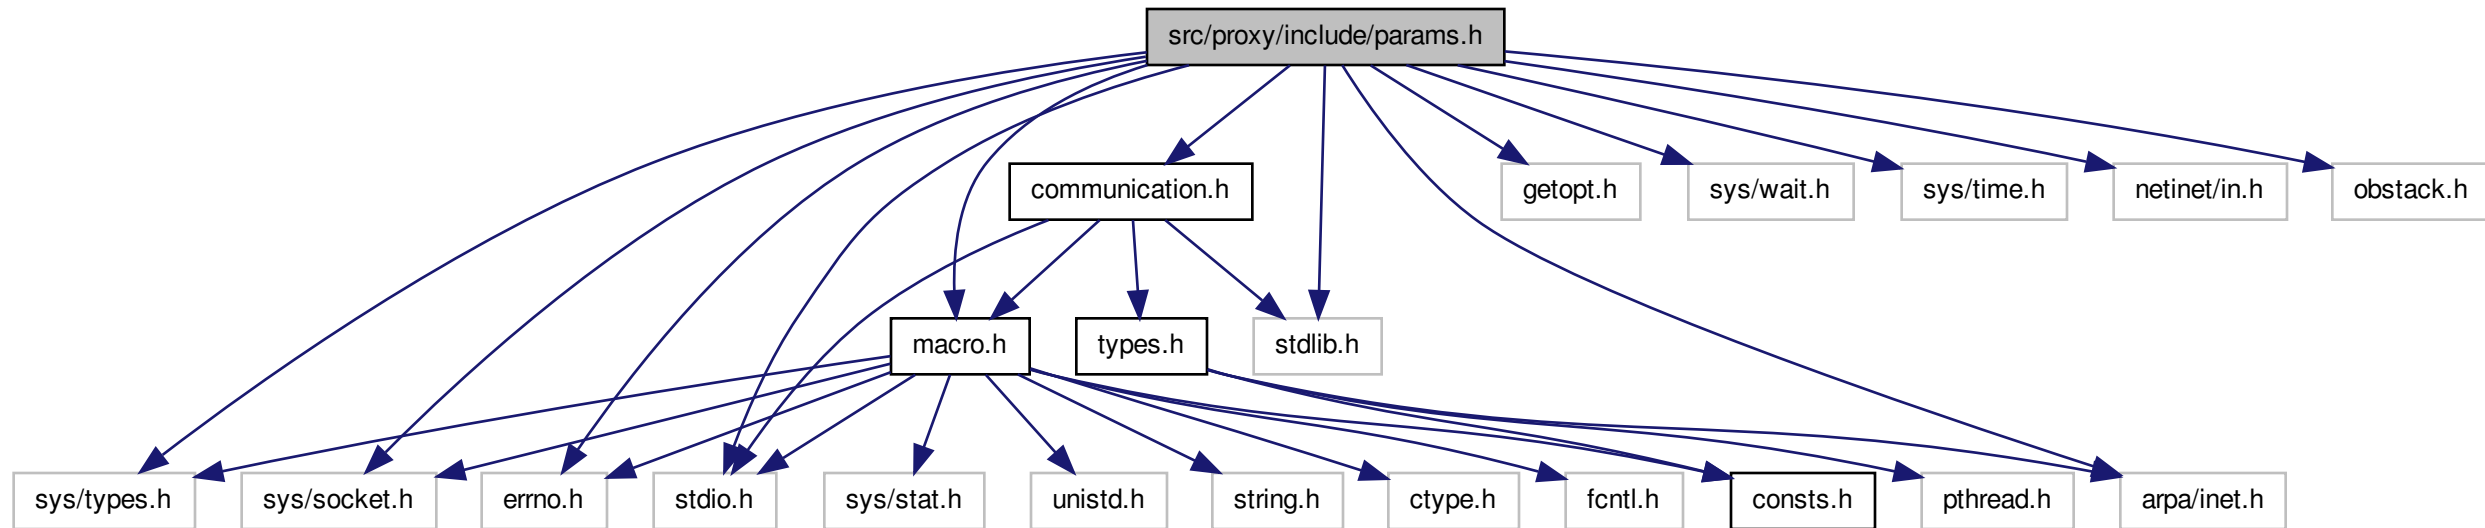 src/proxy/include/params.h
communication.h
getopt.h
sys/wait.h
sys/time.h
netinet/in.h
obstack.h
macro.h
types.h
stdlib.h
sys/types.h
sys/socket.h
errno.h
stdio.h
sys/stat.h
unistd.h
string.h
ctype.h
fcntl.h
consts.h
pthread.h
arpa/inet.h